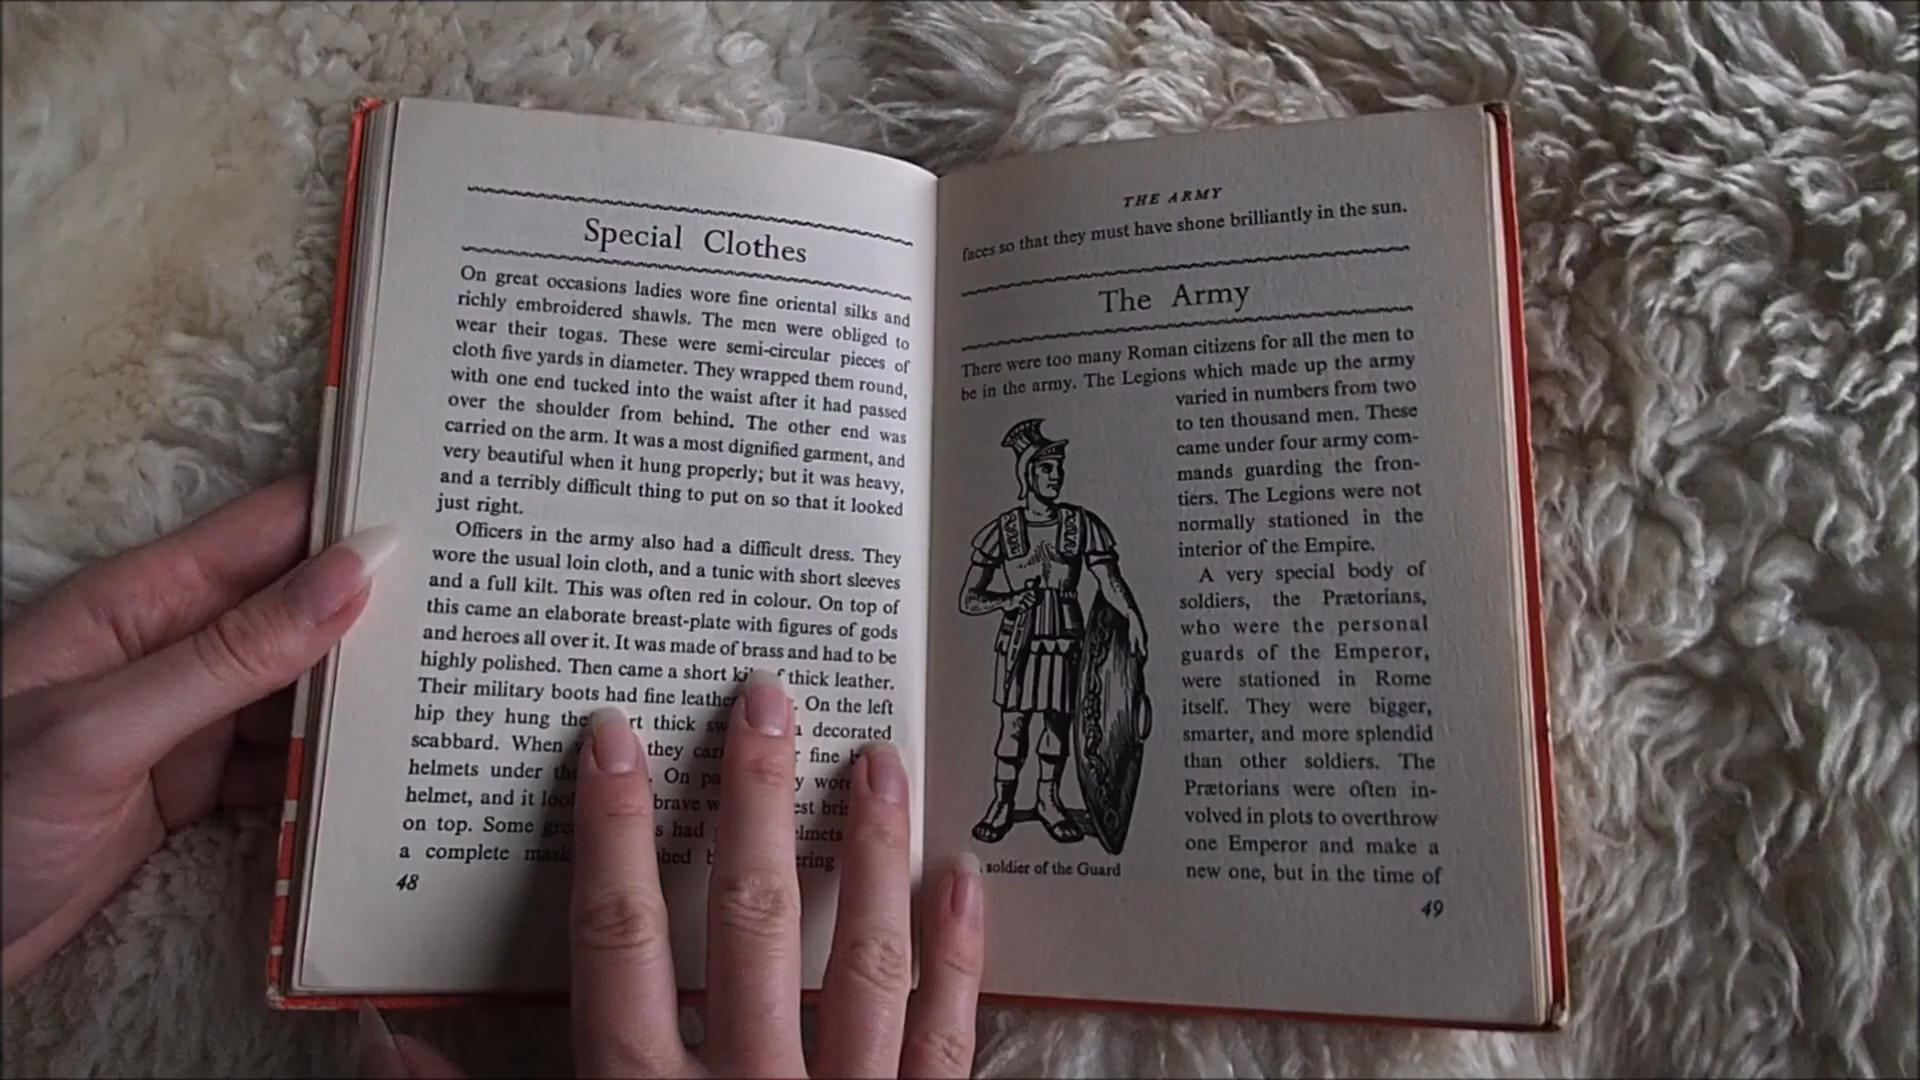 Special Clothes
On great occasions ladies wore fine oriental silks and
richly embroidered shawls. The men were obliged to
wear their togas. These were semi-circular pieces of
cloth five yards in diameter. They wrapped them round,
with one end tucked into the waist after it had passed
over the shoulder from behind. The other end was
carried on the arm. It was a most dignified garment, and
very beautiful when it hung properly; but it was heavy,
and a terribly difficult thing to put on so that it looked
just right.
Officers in the army also had a difficult dress. They
wore the usual loin cloth, and a tunic with short sleeves
and a full kilt. This was often red in colour. On top of
this came an elaborate breast-plate with figures of gods
and heroes all over it. It was made of brass and had to be
highly polished. Then came a short thick leather.
Their military boots had fine leather . On the left
hip they hung the thick a decorated
scabbard. When they fine
helmets under . On wore
helmet, and it brave
on top. Some had
a complete
48
THE ARMY
faces so that they must have shone brilliantly in the sun.
The Army
There were too many Roman citizens for all the men to
be in the army. The Legions which made up the army
varied in numbers from two
to ten thousand men. These
came under four army com-
mands guarding the fron-
tiers. The Legions were not
normally stationed in the
interior of the Empire.
A very special body of
soldiers, the Prætorians,
who were the personal
guards of the Emperor,
were stationed in Rome
itself. They were bigger,
smarter, and more splendid
than other soldiers. The
Prætorians were often in-
volved in plots to overthrow
one Emperor and make a
new one, but in the time of
soldier of the Guard
49